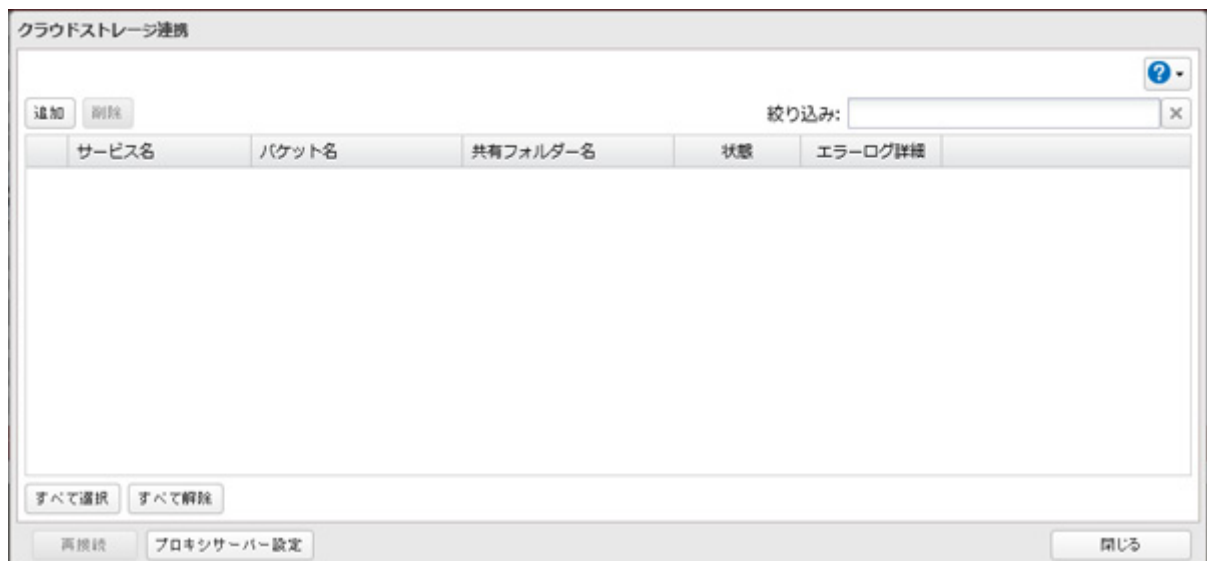 クラウドストレージ連携
?
追加 削除 絞り込み: ×
サービス名 バケット名 共有フォルダー名 状態 エラーログ詳細
すべて選択 すべて解除
再接続 プロキシサーバー設定 閉じる